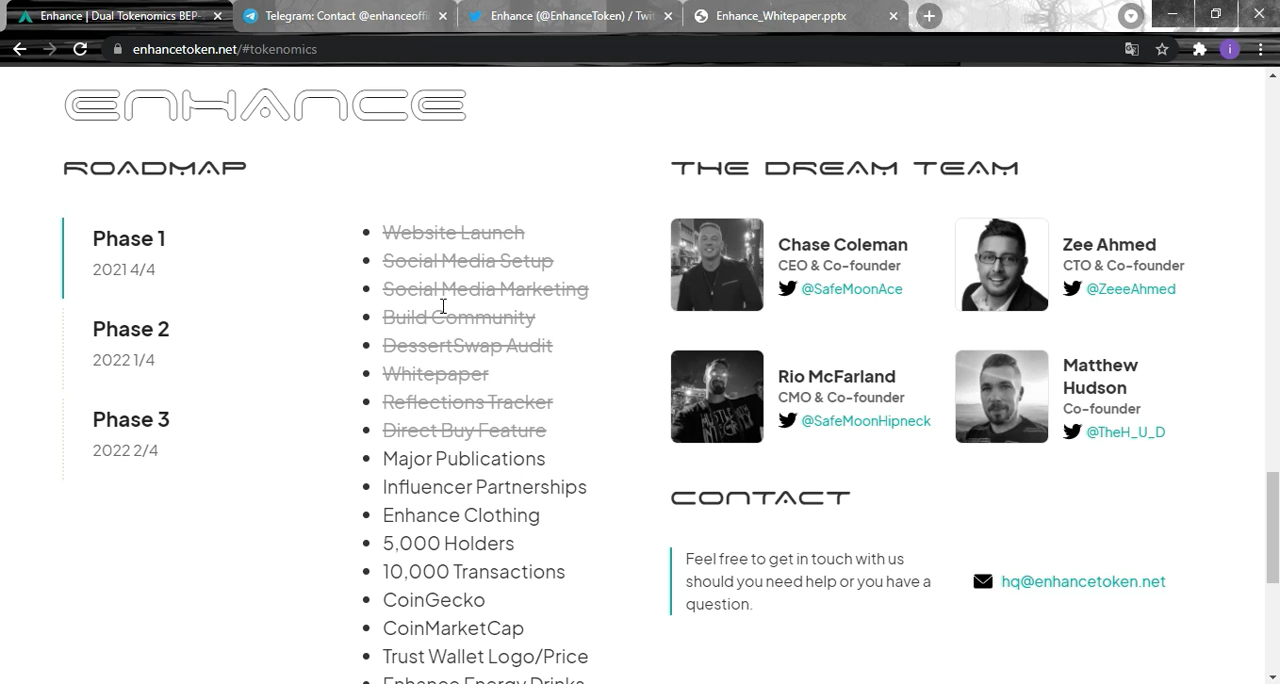 Enhance | Dual Tokenomics BEP-
Telegram: Contact @enhanceoffi
Enhance (@EnhanceToken) / Twit
Enhance_Whitepaper.pptx
enhancetoken.net/#tokenomics
i
ENHANCE
ROADMAP
Phase 1
2021 4/4
Phase 2
2022 1/4
Phase 3
2022 2/4
Website Launch
Social Media Setup
Social Media Marketing
Build Community
DessertSwap Audit
Whitepaper
Reflections Tracker
Direct Buy Feature
Major Publications
Influencer Partnerships
Enhance Clothing
5,000 Holders
10,000 Transactions
CoinGecko
CoinMarketCap
Trust Wallet Logo/Price
Enhance Energy Drinks
THE DREAM TEAM
Chase Coleman
CEO & Co-founder
@SafeMoonAce
Zee Ahmed
CTO & Co-founder
@ZeeeAhmed
Rio McFarland
CMO & Co-founder
@SafeMoonHipneck
Matthew
Hudson
Co-founder
@TheH_U_D
CONTACT
Feel free to get in touch with us
should you need help or you have a
question.
hq@enhancetoken.net